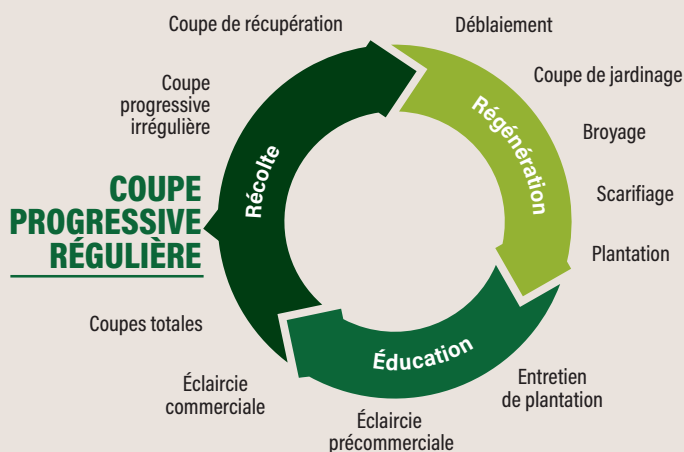 Coupe de récupération
Déblaiement
Coupe de jardinage
Broyage
Scarifiage
Plantation
Entretien
de plantation
Éclaircie
précommerciale
Éclaircie
commerciale
Coupes totales
COUPE
PROGRESSIVE
RÉGULIÈRE
Coupe
progressive
irrégulière
Récolte
Régénération
Éducation